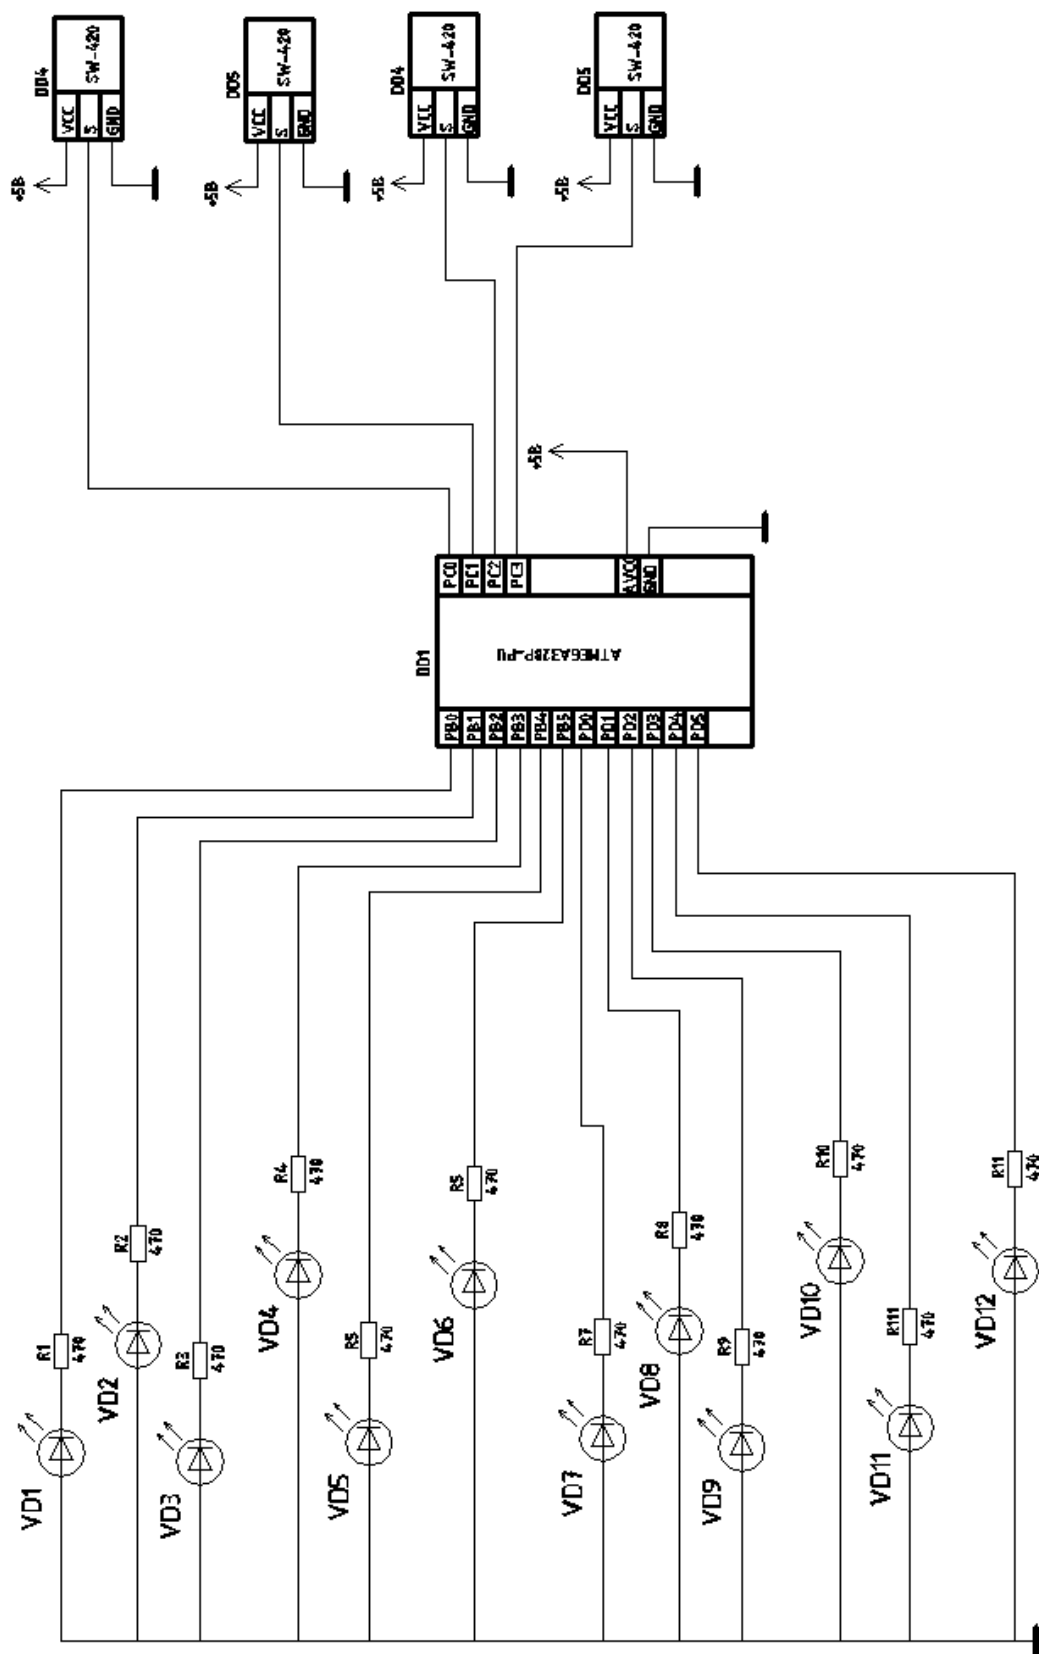 DD4
SW-420
VCC
S
GND
+5В
DD5
SW-420
VCC
S
GND
+5В
DD4
SW-420
VCC
S
GND
+5В
DD5
SW-420
VCC
S
GND
+5В
+5В
DD1
PC0
PC1
PC2
PC3
AVCC
GND
ATMEGA328P-PU
PB0
PB1
PB2
PB3
PB4
PB5
PD0
PD1
PD2
PD3
PD4
PD5
R1
470
VD1
R2
470
VD2
R3
470
VD3
R4
470
VD4
R5
470
VD5
R5
470
VD6
R7
470
VD7
R8
470
VD8
R9
470
VD9
R10
470
VD10
R111
470
VD11
R11
470
VD12